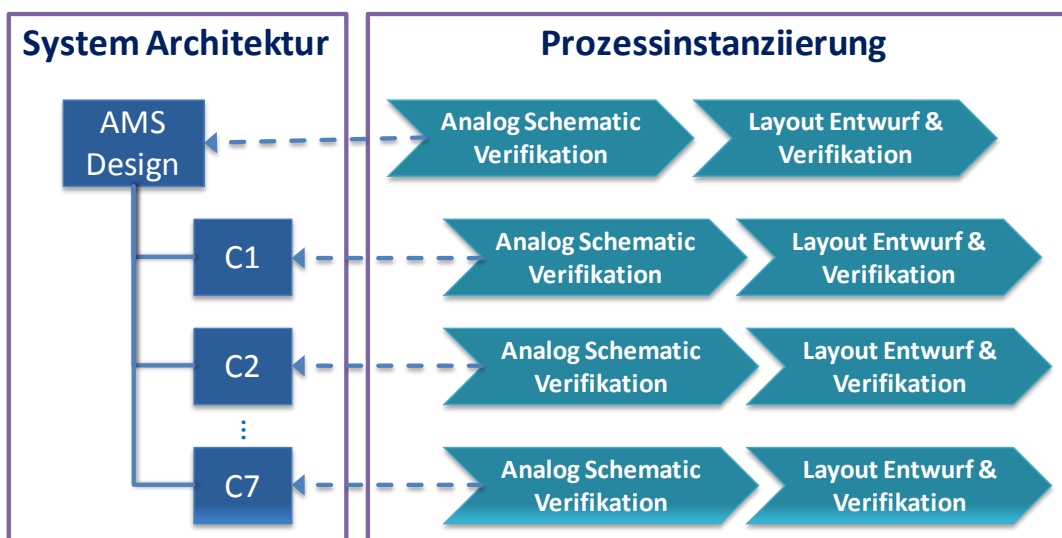 System Architektur
Prozessinstanziierung
AMS
Design
Analog Schematic
Verifikation
Layout Entwurf &
Verifikation
C1
Analog Schematic
Verifikation
Layout Entwurf &
Verifikation
C2
Analog Schematic
Verifikation
Layout Entwurf &
Verifikation
...
C7
Analog Schematic
Verifikation
Layout Entwurf &
Verifikation